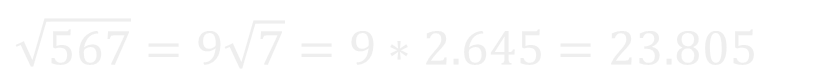 √567 = 9√7 = 9 * 2.645 = 23.805